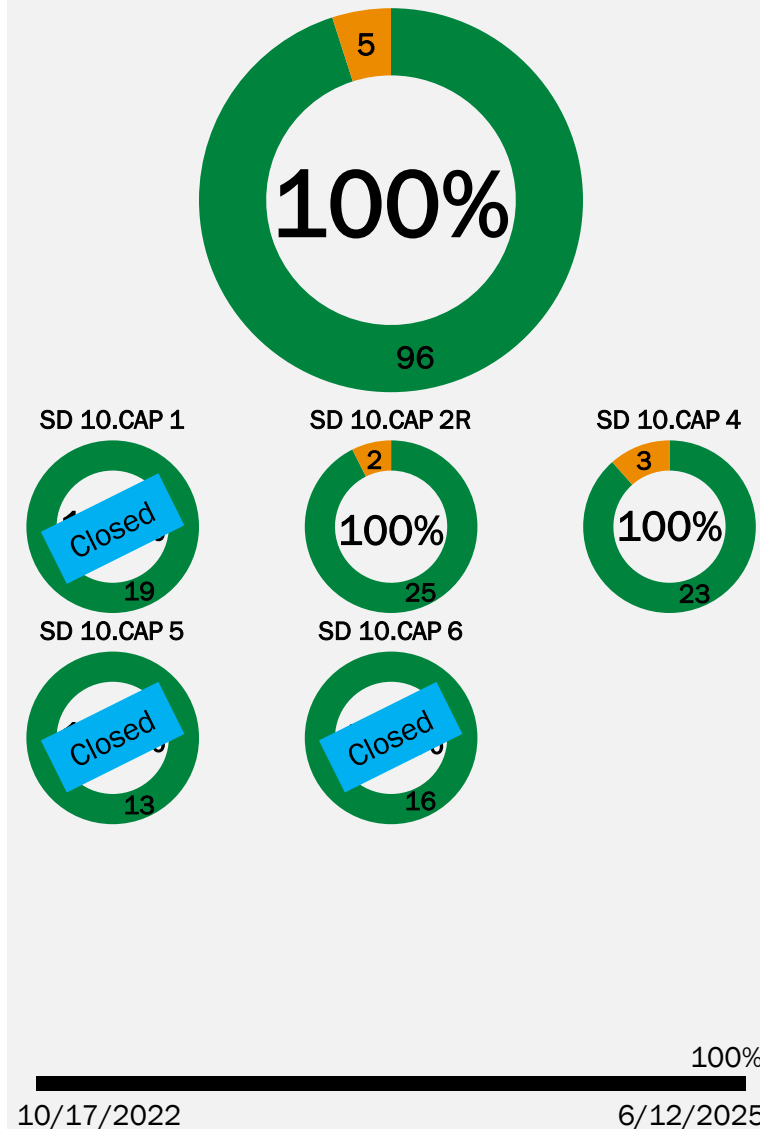 5
100%
96
SD 10.CAP 1 SD 10.CAP 2R SD 10.CAP 4
2 3
Closed 100% 100%
19 25 23
SD 10.CAP 5 SD 10.CAP 6
Closed Closed
13 16
100%
10/17/2022 6/12/2025